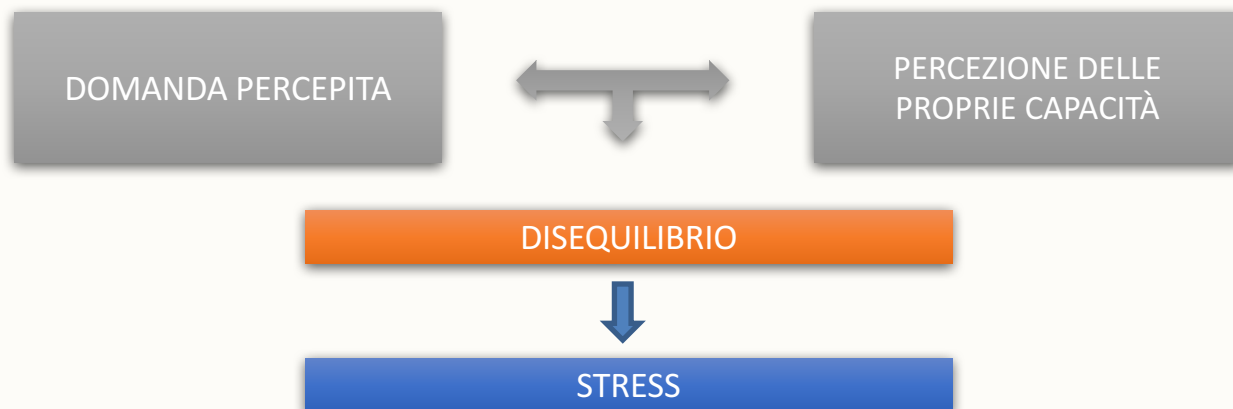 DOMANDA PERCEPITA
PERCEZIONE DELLE
PROPRIE CAPACITÀ
DISEQUILIBRIO
STRESS